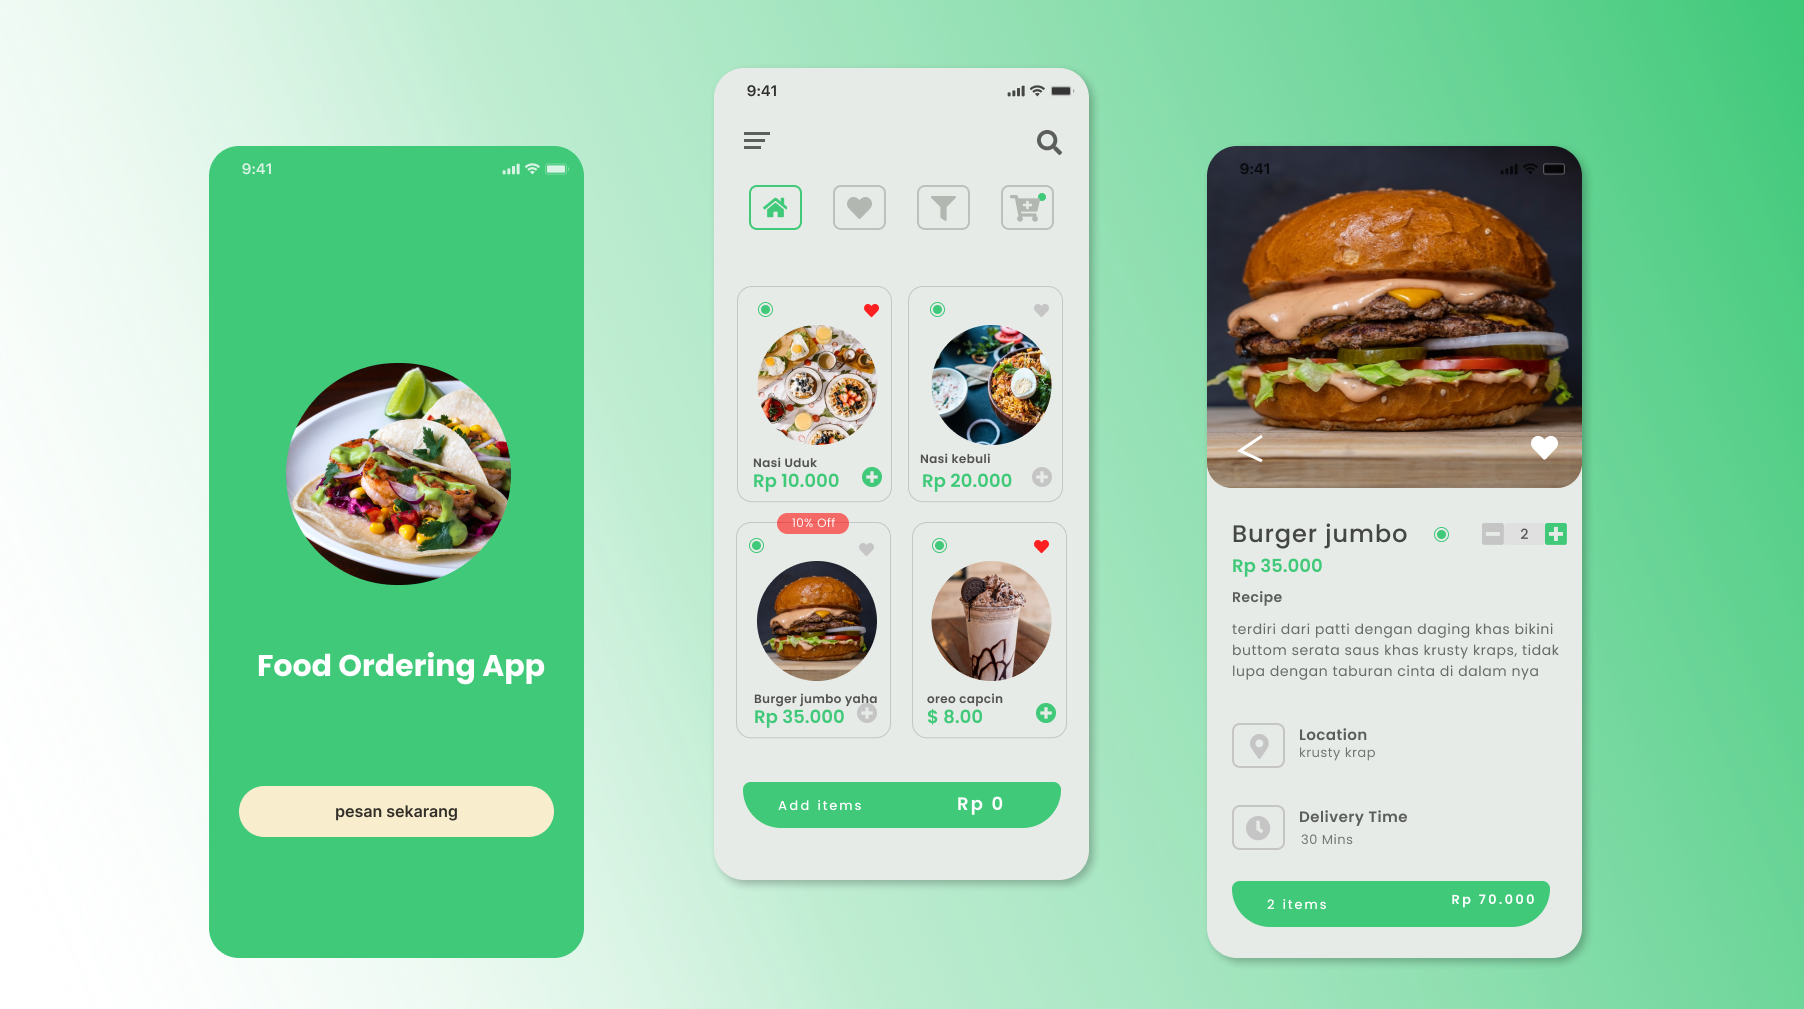 9:41
Food Ordering App
pesan sekarang
9:41
Nasi Uduk
Rp 10.000
Nasi kebuli
Rp 20.000
10% Off
Burger jumbo yaha
Rp 35.000
oreo capcin
$ 8.00
Add items
Rp 0
9:41
Burger jumbo
2
Rp 35.000
Recipe
terdiri dari patti dengan daging khas bikini
buttom serata saus khas krusty kraps, tidak
lupa dengan taburan cinta di dalam nya
Location
krusty krap
Delivery Time
30 Mins
2 items
Rp 70.000